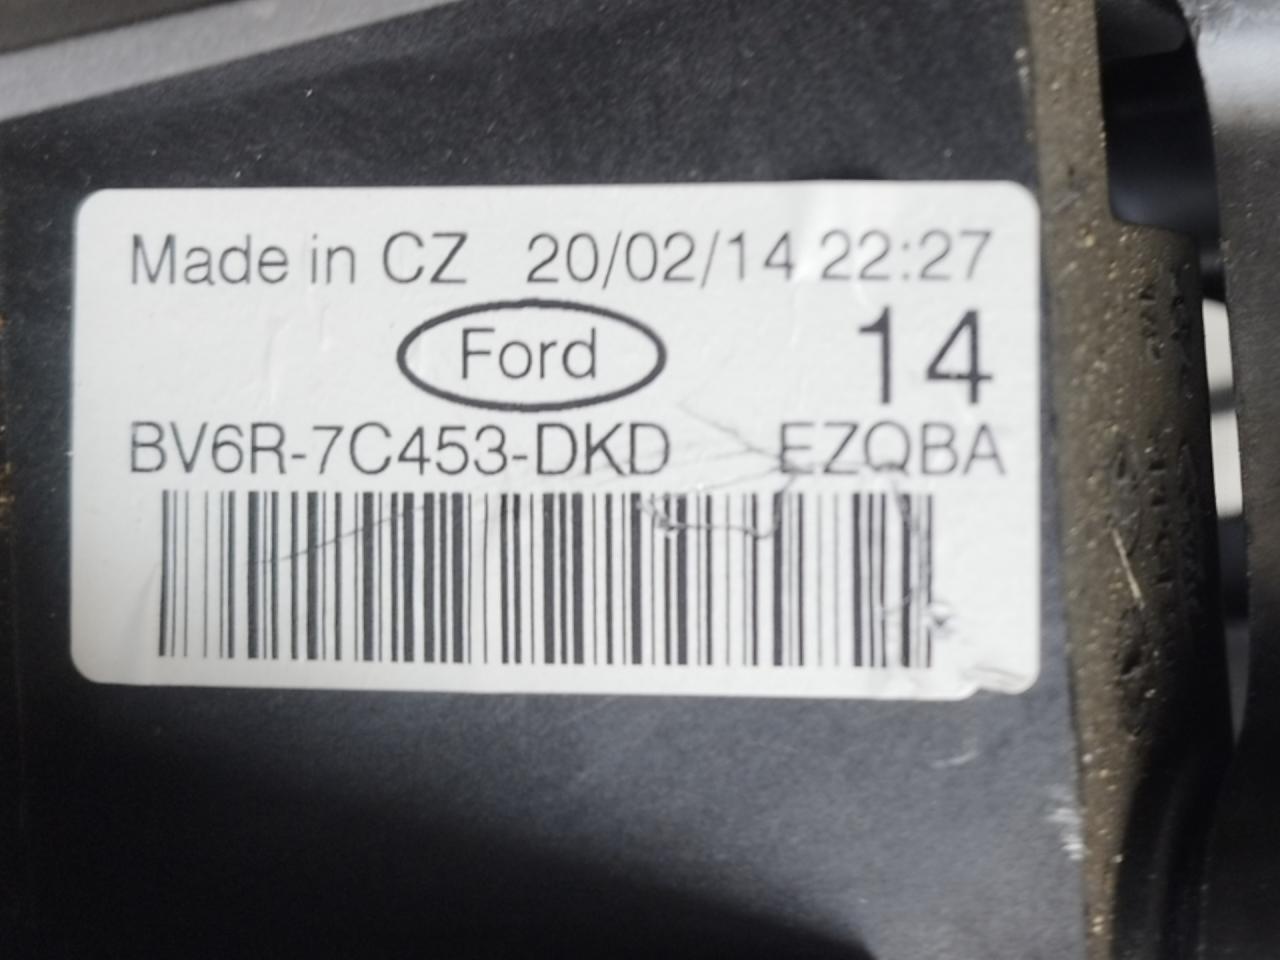 Made in CZ 20/02/14 22:27
Ford 14
BV6R-7C453-DKD EZQBA